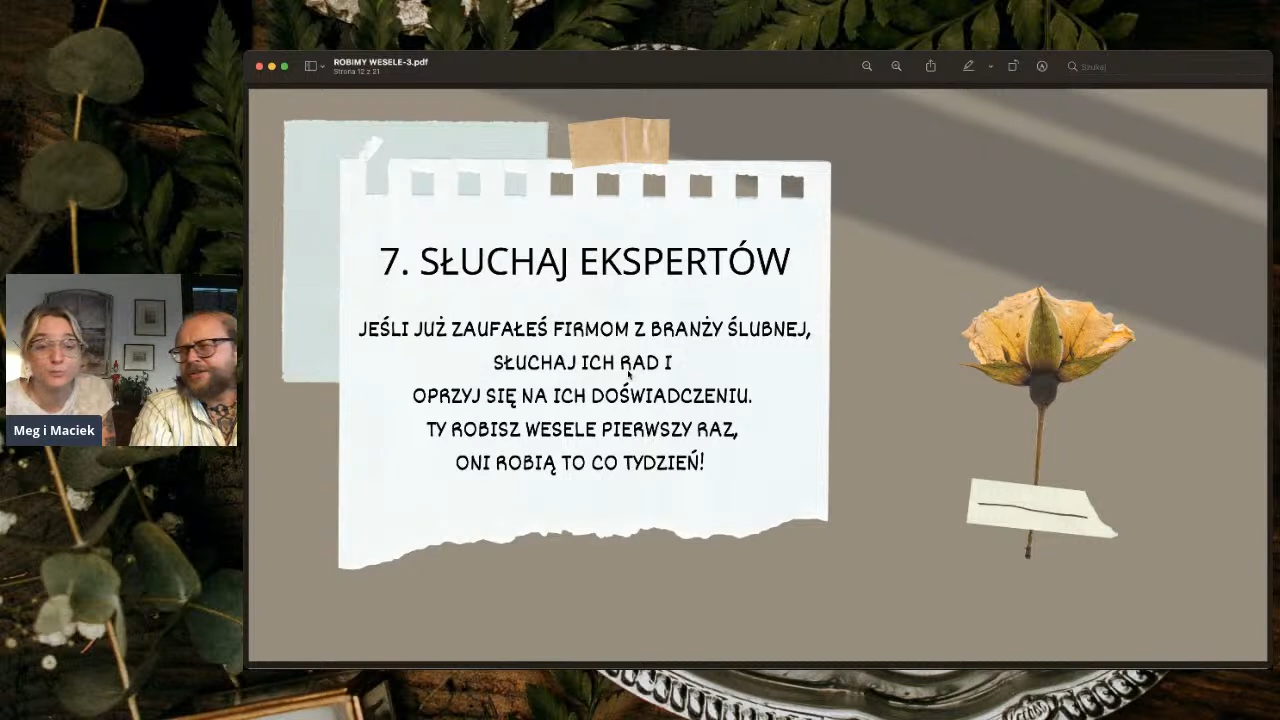 ROBIMY WESELE-3.pdf
Strona 12 z 21
Szukaj
7. SŁUCHAJ EKSPERTÓW
JEŚLI JUŻ ZAUFAŁEŚ FIRMOM Z BRANŻY ŚLUBNEJ,
SŁUCHAJ ICH RAD I
OPRZYJ SIĘ NA ICH DOŚWIADCZENIU.
TY ROBISZ WESELE PIERWSZY RAZ,
ONI ROBIĄ TO CO TYDZIEŃ!
Meg i Maciek